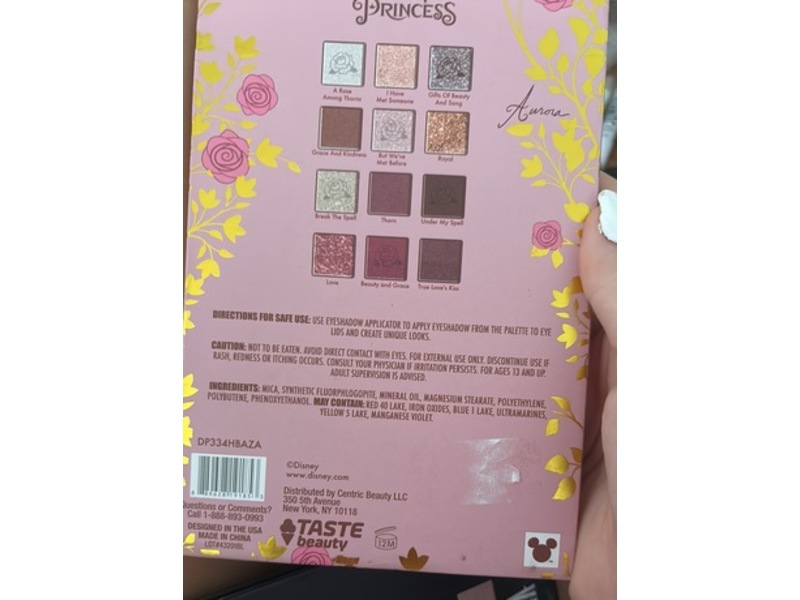 PRINCESS
A Rose
Among Thorns
I Have
Met Someone
Gifts Of Beauty
And Song
Aurora
Grace And Kindness
But We've
Met Before
Royal
Break The Spell
Thorn
Under My Spell
Love
Beauty and Grace
True Love's Kiss
DIRECTIONS FOR SAFE USE: USE EYESHADOW APPLICATOR TO APPLY EYESHADOW FROM THE PALETTE TO EYE
LIDS AND CREATE UNIQUE LOOKS.
CAUTION: NOT TO BE EATEN. AVOID DIRECT CONTACT WITH EYES. FOR EXTERNAL USE ONLY. DISCONTINUE USE IF
RASH, REDNESS OR ITCHING OCCURS. CONSULT YOUR PHYSICIAN IF IRRITATION PERSISTS. FOR AGES 13 AND UP.
ADULT SUPERVISION IS ADVISED.
INGREDIENTS: MICA, SYNTHETIC FLUORPHLOGOPITE, MINERAL OIL, MAGNESIUM STEARATE, POLYETHYLENE,
POLYBUTENE, PHENOXYETHANOL. MAY CONTAIN: RED 40 LAKE, IRON OXIDES, BLUE 1 LAKE, ULTRAMARINES,
YELLOW 5 LAKE, MANGANESE VIOLET.
DP334HBAZA
©Disney
www.disney.com
Distributed by Centric Beauty LLC
350 5th Avenue
New York, NY 10118
uestions or Comments?
Call 1-888-893-0993
DESIGNED IN THE USA
MADE IN CHINA
TASTE
beauty
12M